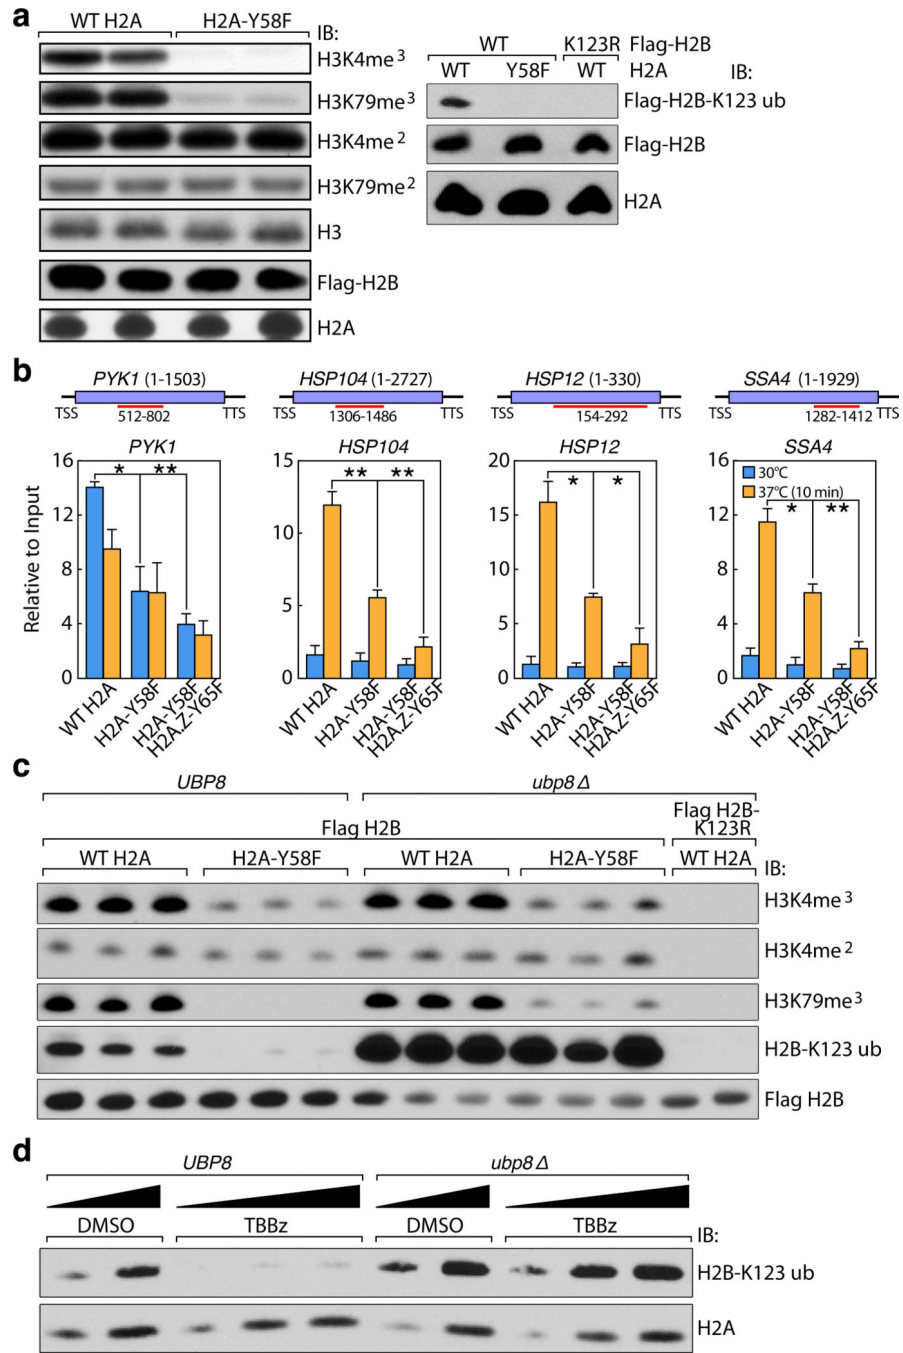 a
WT H2A H2A-Y58F
IB:
H3K4me3
H3K79me3
H3K4me2
H3K79me2
H3
Flag-H2B
H2A
WT K123R Flag-H2B
WT Y58F WT H2A IB:
Flag-H2B-K123 ub
Flag-H2B
H2A
b
PYK1 (1-1503) HSP104 (1-2727) HSP12 (1-330) SSA4 (1-1929)
TSS TTS TSS TTS TSS TTS TSS TTS
512-802 1306-1486 154-292 1282-1412
PYK1 HSP104 HSP12 SSA4
Relative to Input
16
12
8
4
0
* **
WT H2A
H2A-Y58F
H2A-Y58F
H2A.Z-Y65F
15
10
5
0
** **
WT H2A
H2A-Y58F
H2A-Y58F
H2A.Z-Y65F
20
15
10
5
0
* *
WT H2A
H2A-Y58F
H2A-Y58F
H2A.Z-Y65F
16
12
8
4
0
30°C
37°C (10 min)
* **
WT H2A
H2A-Y58F
H2A-Y58F
H2A.Z-Y65F
c
UBP8 ubp8Δ
Flag H2B Flag H2B-
K123R
WT H2A H2A-Y58F WT H2A H2A-Y58F WT H2A IB:
H3K4me3
H3K4me2
H3K79me3
H2B-K123 ub
Flag H2B
d
UBP8 ubp8Δ
DMSO TBBz DMSO TBBz IB:
H2B-K123 ub
H2A